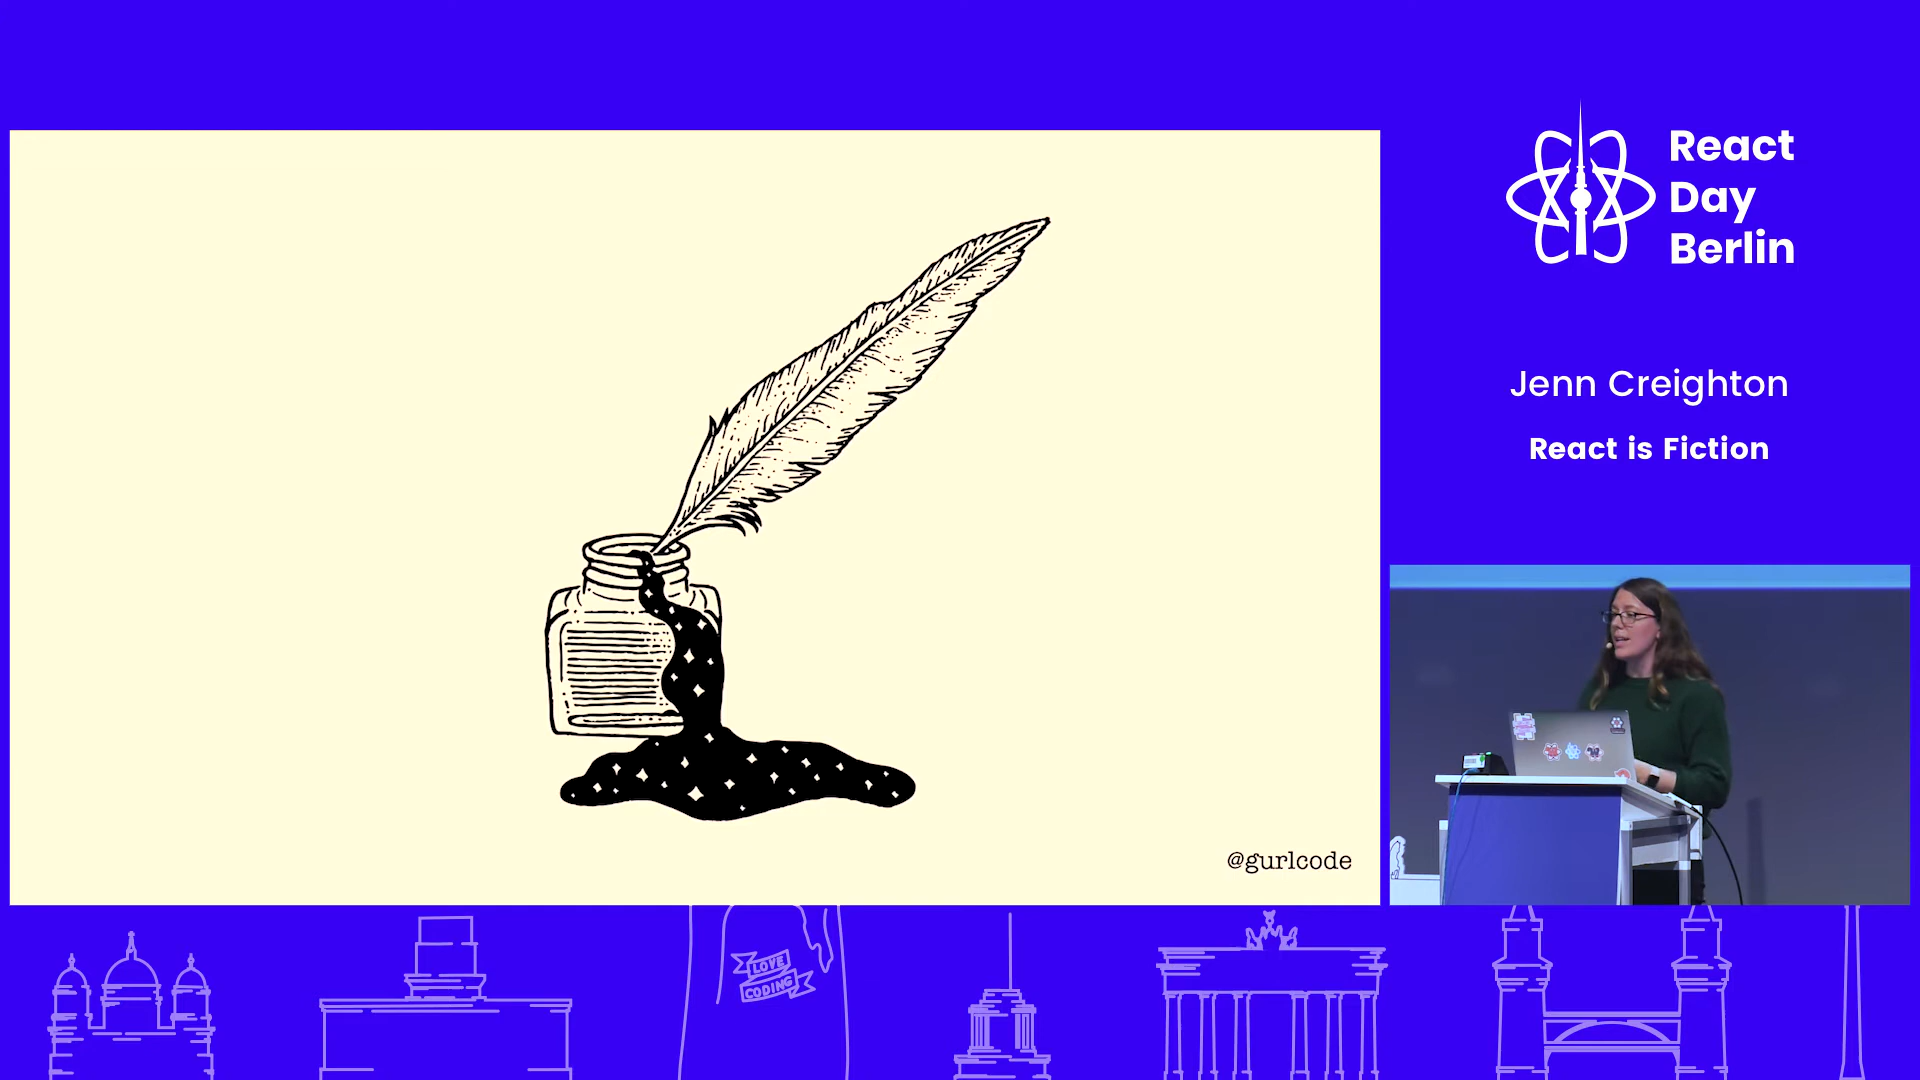 React
Day
Berlin
Jenn Creighton
React is Fiction
@gurlcode
LOVE
CODING